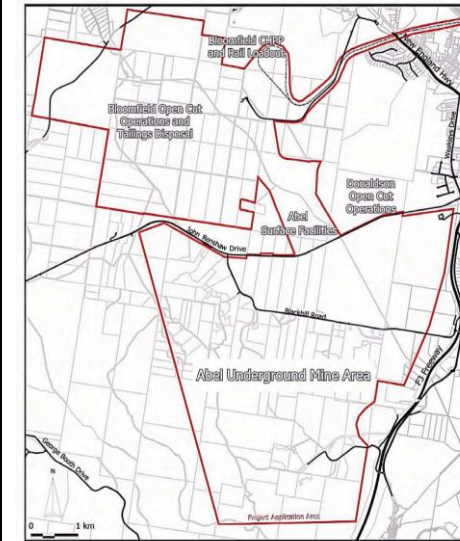 Bloomfield CHPP
and Rail Loadout
New England Hwy
Weakleys Drive
Bloomfield Open Cut
Operations and
Tailings Disposal
Donaldson
Open Cut
Operations
Abel
Surface Facilities
John Renshaw Drive
Blackhill Road
F3 Freeway
Abel Underground Mine Area
George Booth Drive
N
0 1 km
Project Application Area